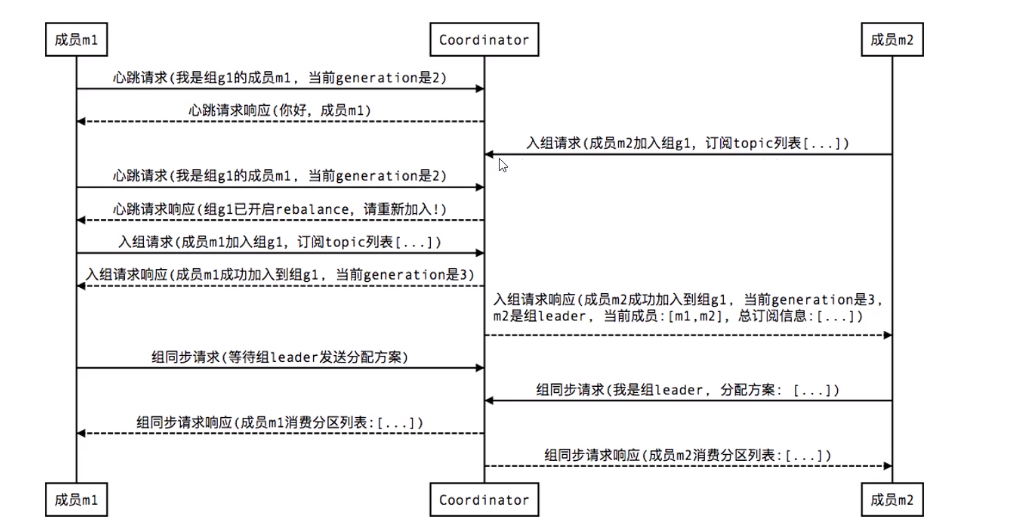 成员m1
Coordinator
成员m2
心跳请求(我是组g1的成员m1, 当前generation是2)
心跳请求响应(你好, 成员m1)
入组请求(成员m2加入组g1, 订阅topic列表[...])
心跳请求(我是组g1的成员m1, 当前generation是2)
心跳请求响应(组g1已开启rebalance, 请重新加入!)
入组请求(成员m1加入组g1, 订阅topic列表[...])
入组请求响应(成员m1成功加入到组g1, 当前generation是3)
入组请求响应(成员m2成功加入到组g1, 当前generation是3,
m2是组leader, 当前成员:[m1,m2], 总订阅信息:[...])
组同步请求(等待组leader发送分配方案)
组同步请求(我是组leader, 分配方案: [...])
组同步请求响应(成员m1消费分区列表:[...])
组同步请求响应(成员m2消费分区列表:[...])
成员m1
Coordinator
成员m2